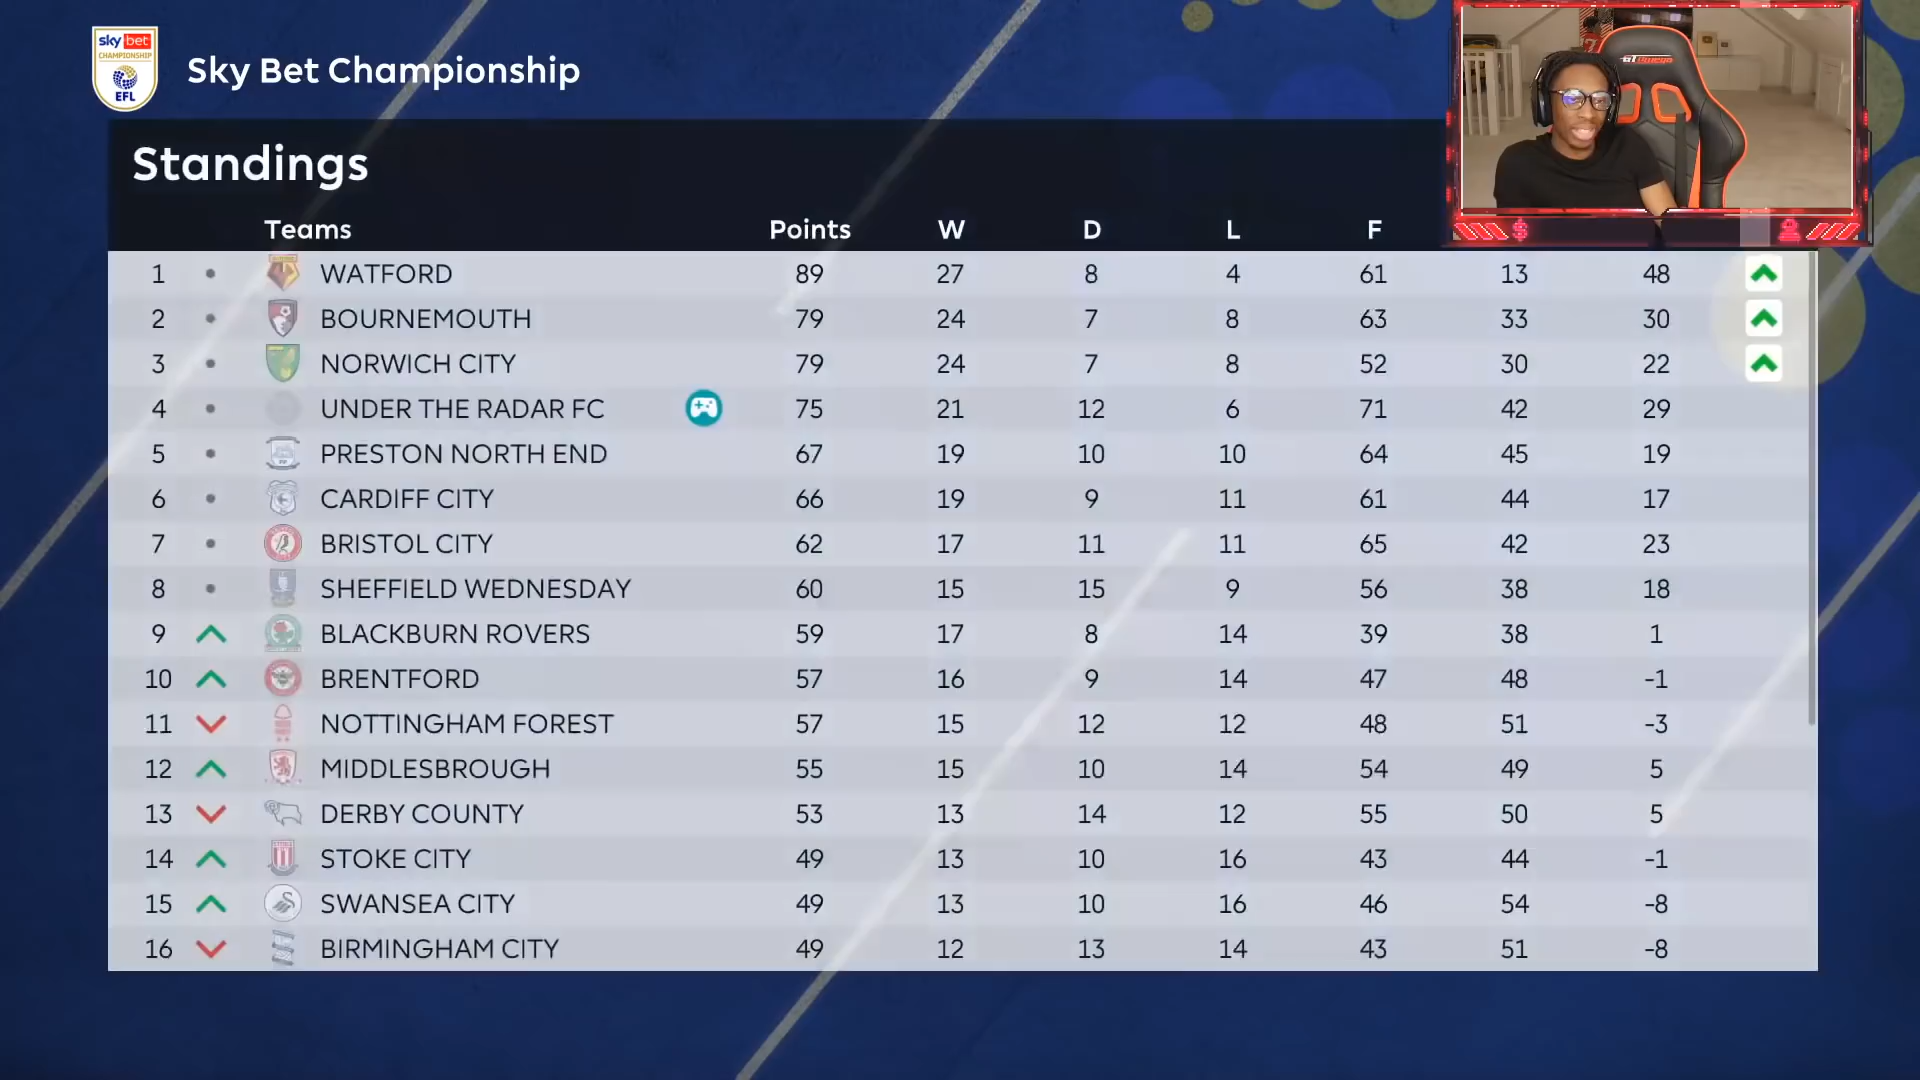 sky bet
CHAMPIONSHIP
EFL
Sky Bet Championship
Standings
Teams Points W D L F
1 WATFORD 89 27 8 4 61 13 48
2 BOURNEMOUTH 79 24 7 8 63 33 30
3 NORWICH CITY 79 24 7 8 52 30 22
4 UNDER THE RADAR FC 75 21 12 6 71 42 29
5 PRESTON NORTH END 67 19 10 10 64 45 19
6 CARDIFF CITY 66 19 9 11 61 44 17
7 BRISTOL CITY 62 17 11 11 65 42 23
8 SHEFFIELD WEDNESDAY 60 15 15 9 56 38 18
9 BLACKBURN ROVERS 59 17 8 14 39 38 1
10 BRENTFORD 57 16 9 14 47 48 -1
11 NOTTINGHAM FOREST 57 15 12 12 48 51 -3
12 MIDDLESBROUGH 55 15 10 14 54 49 5
13 DERBY COUNTY 53 13 14 12 55 50 5
14 STOKE CITY 49 13 10 16 43 44 -1
15 SWANSEA CITY 49 13 10 16 46 54 -8
16 BIRMINGHAM CITY 49 12 13 14 43 51 -8